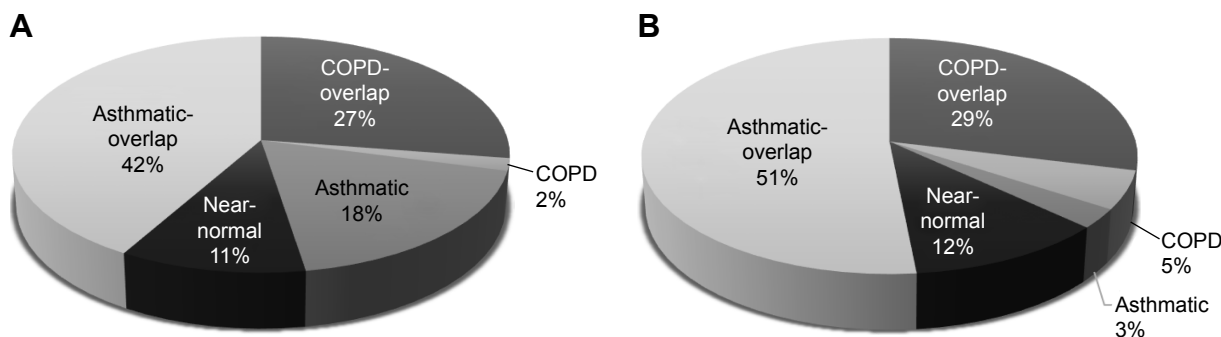 A
COPD-
overlap
27%
COPD
2%
Asthmatic
18%
Near-
normal
11%
Asthmatic-
overlap
42%
B
COPD-
overlap
29%
COPD
5%
Asthmatic
3%
Near-
normal
12%
Asthmatic-
overlap
51%